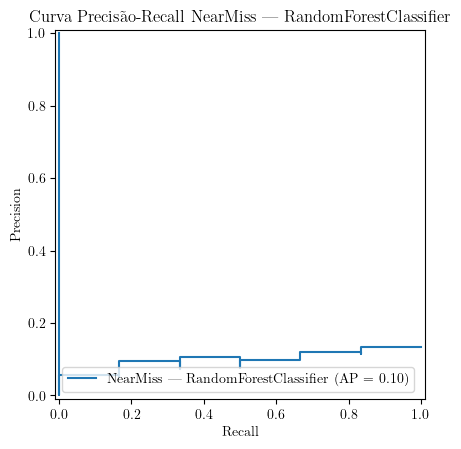 Curva Precisão-Recall NearMiss — RandomForestClassifier
1.0
0.8
0.6
0.4
0.2
0.0
Precision
NearMiss — RandomForestClassifier (AP = 0.10)
0.0 0.2 0.4 0.6 0.8 1.0
Recall